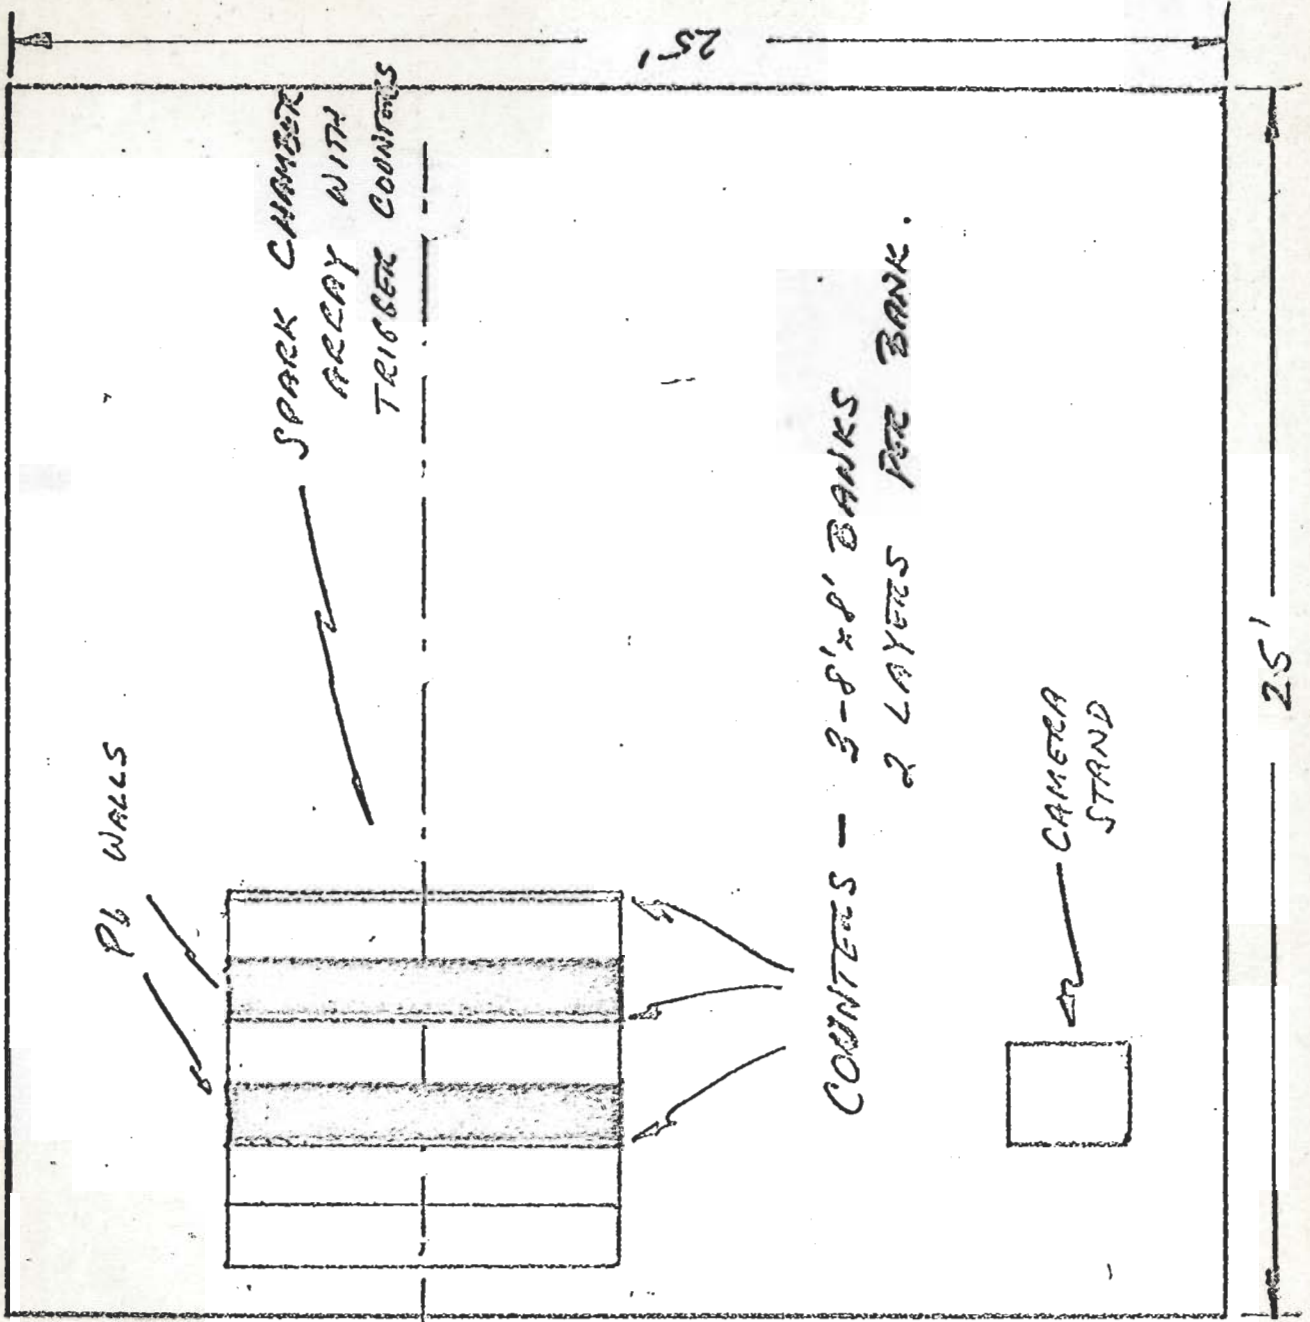 25'
SPARK CHAMBER
ARRAY WITH
TRIGGER COUNTERS
Pb WALLS
COUNTERS — 3-8'x8' BANKS
2 LAYERS PER BANK.
CAMERA
STAND
25'